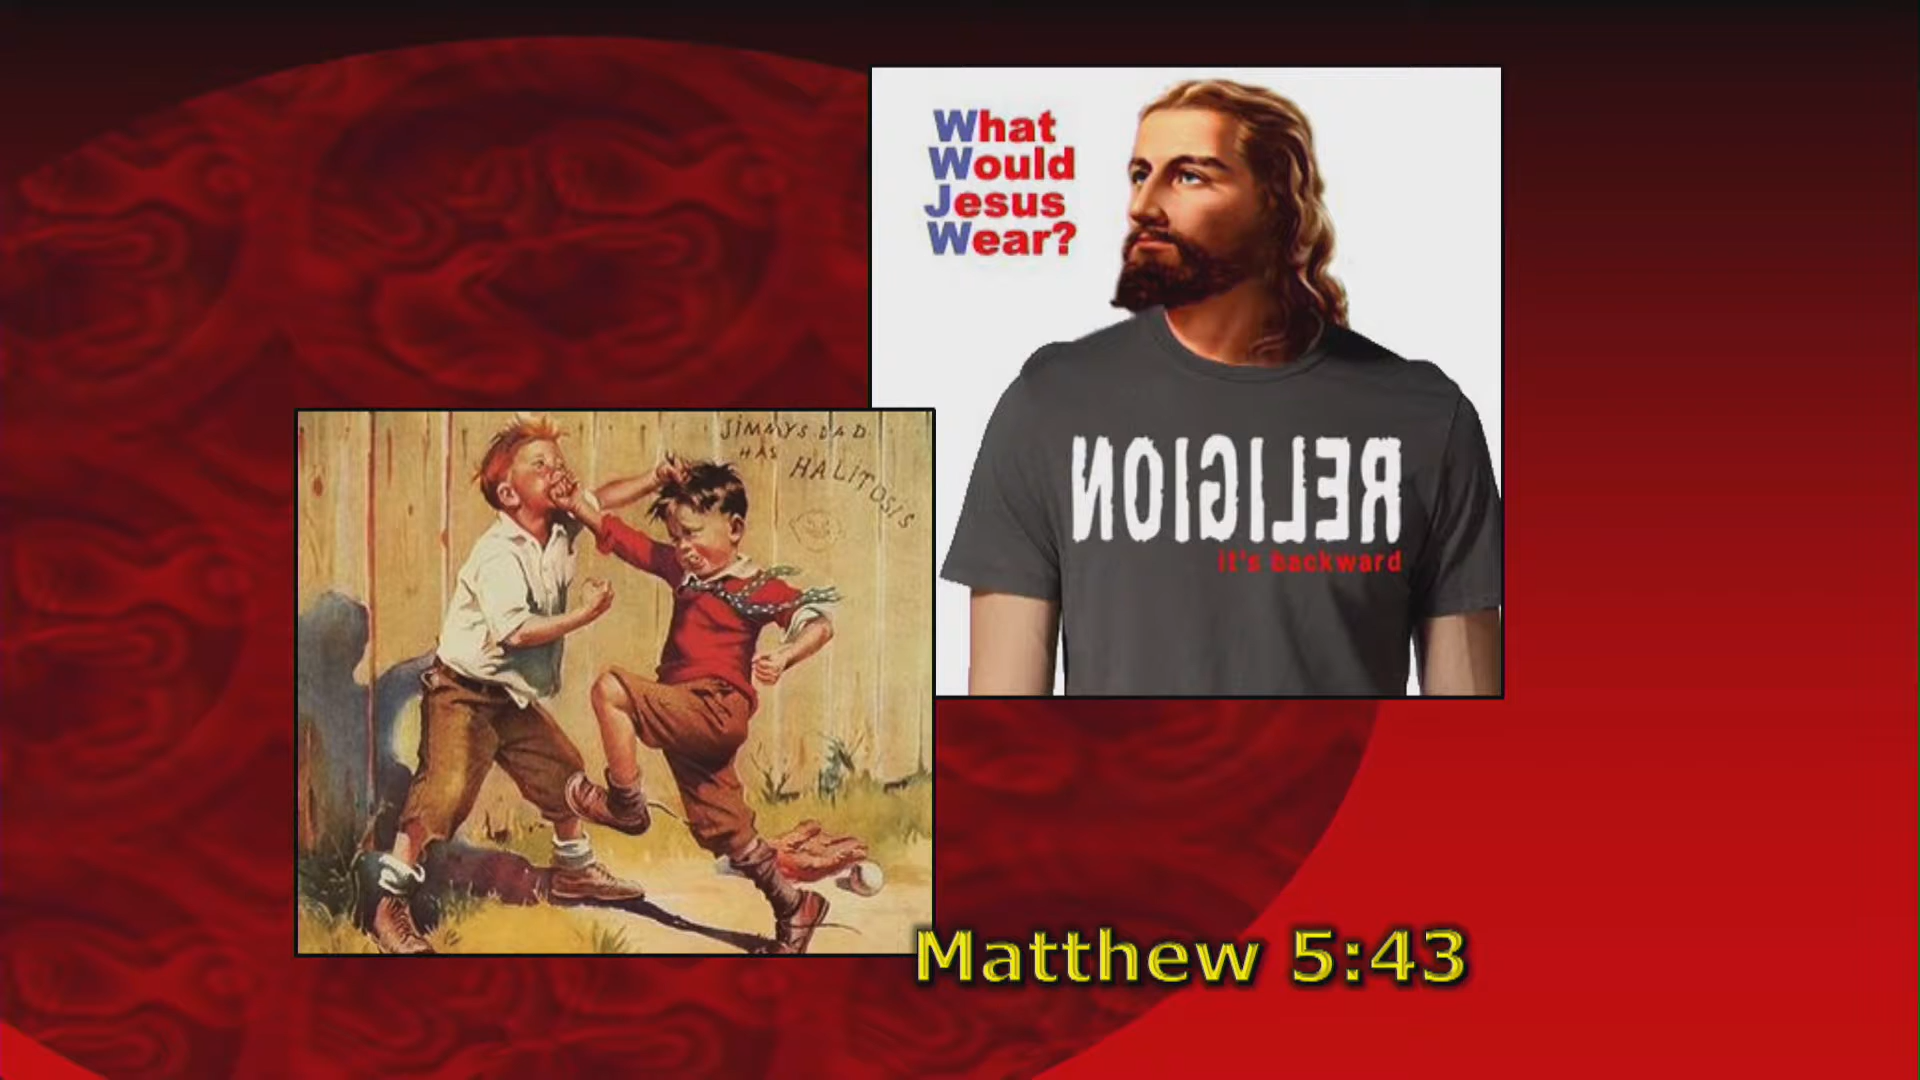 What
Would
Jesus
Wear?
RELIGION
it's backward
JIMMYS DAD
HAS
HALITOSIS
Matthew 5:43